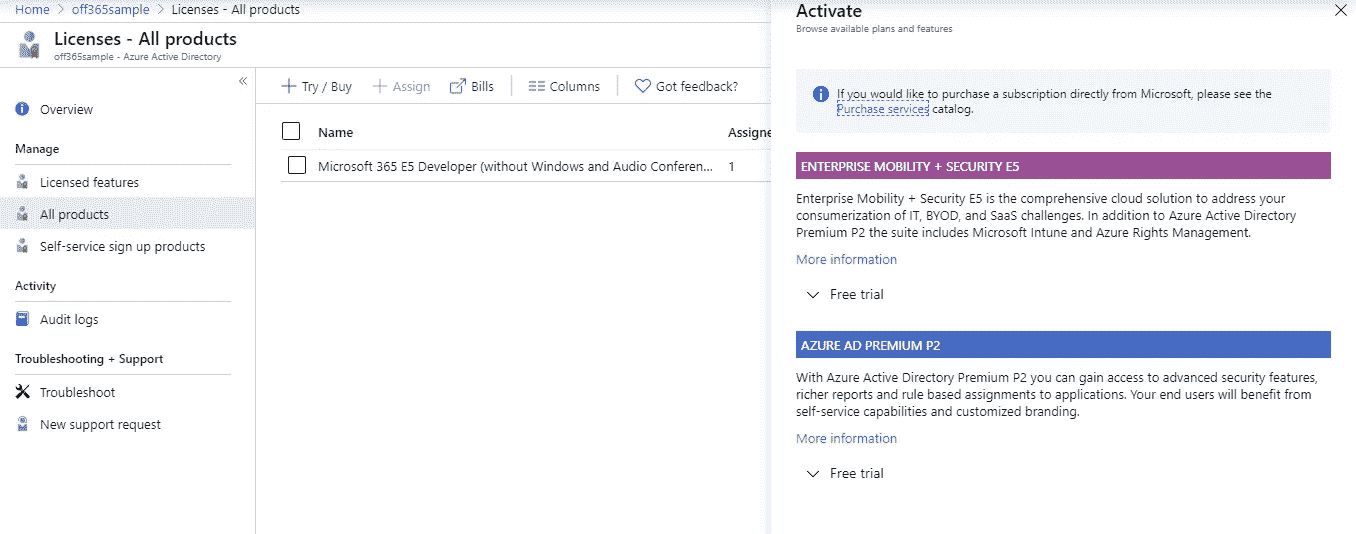 Home > off365sample > Licenses - All products
Licenses - All products
off365sample - Azure Active Directory
«
Overview
Manage
Licensed features
All products
Self-service sign up products
Activity
Audit logs
Troubleshooting + Support
Troubleshoot
New support request
+ Try / Buy + Assign Bills Columns Got feedback?
Name Assigne
Microsoft 365 E5 Developer (without Windows and Audio Conferen... 1
Activate
Browse available plans and features
If you would like to purchase a subscription directly from Microsoft, please see the
Purchase services catalog.
ENTERPRISE MOBILITY + SECURITY E5
Enterprise Mobility + Security E5 is the comprehensive cloud solution to address your
consumerization of IT, BYOD, and SaaS challenges. In addition to Azure Active Directory
Premium P2 the suite includes Microsoft Intune and Azure Rights Management.
More information
Free trial
AZURE AD PREMIUM P2
With Azure Active Directory Premium P2 you can gain access to advanced security features,
richer reports and rule based assignments to applications. Your end users will benefit from
self-service capabilities and customized branding.
More information
Free trial